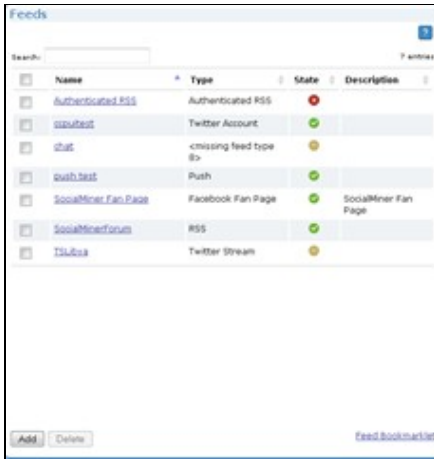 Feeds
?
Search: 7 entries
Name Type State Description
Authenticated RSS Authenticated RSS
ccpuitest Twitter Account
chat <missing feed type 8>
push test Push
SocialMiner Fan Page Facebook Fan Page SocialMiner Fan Page
SocialMinerForum RSS
Twitter Stream
Add Delete Feed Bookmarklet